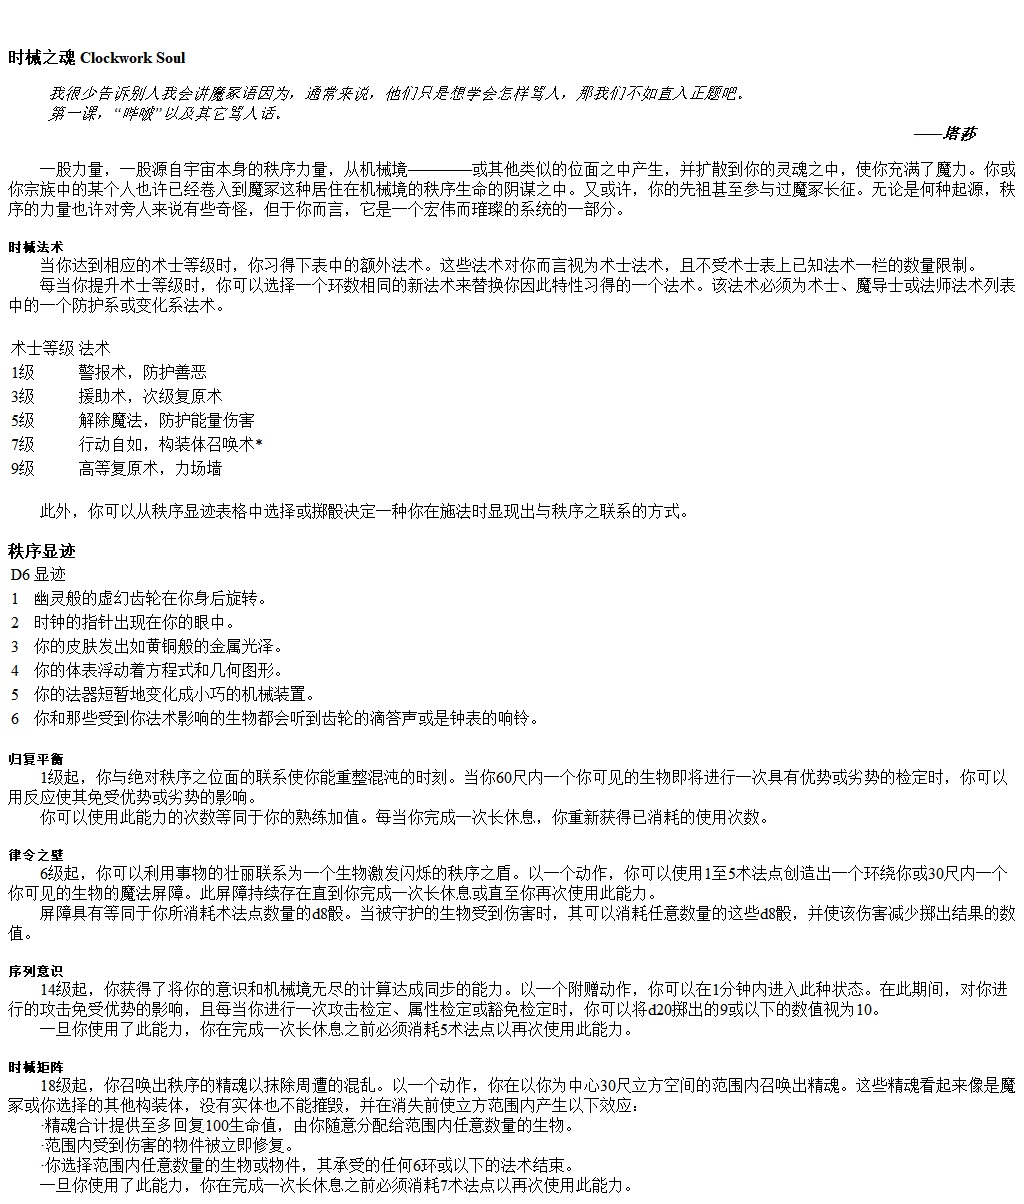 时械之魂 Clockwork Soul
我很少告诉别人我会讲魔冢语因为，通常来说，他们只是想学会怎样骂人，那我们不如直入正题吧。
第一课，“哔啵”以及其它骂人话。
——塔莎
一股力量，一股源自宇宙本身的秩序力量，从机械境————或其他类似的位面之中产生，并扩散到你的灵魂之中，使你充满了魔力。你或
你宗族中的某个人也许已经卷入到魔冢这种居住在机械境的秩序生命的阴谋之中。又或许，你的先祖甚至参与过魔冢长征。无论是何种起源，秩
序的力量也许对旁人来说有些奇怪，但于你而言，它是一个宏伟而璀璨的系统的一部分。
时械法术
当你达到相应的术士等级时，你习得下表中的额外法术。这些法术对你而言视为术士法术，且不受术士表上已知法术一栏的数量限制。
每当你提升术士等级时，你可以选择一个环数相同的新法术来替换你因此特性习得的一个法术。该法术必须为术士、魔导士或法师法术列表
中的一个防护系或变化系法术。
术士等级 法术
1级 警报术，防护善恶
3级 援助术，次级复原术
5级 解除魔法，防护能量伤害
7级 行动自如，构装体召唤术*
9级 高等复原术，力场墙
此外，你可以从秩序显迹表格中选择或掷骰决定一种你在施法时显现出与秩序之联系的方式。
秩序显迹
D6 显迹
1 幽灵般的虚幻齿轮在你身后旋转。
2 时钟的指针出现在你的眼中。
3 你的皮肤发出如黄铜般的金属光泽。
4 你的体表浮动着方程式和几何图形。
5 你的法器短暂地变化成小巧的机械装置。
6 你和那些受到你法术影响的生物都会听到齿轮的滴答声或是钟表的响铃。
归复平衡
1级起，你与绝对秩序之位面的联系使你能重整混沌的时刻。当你60尺内一个你可见的生物即将进行一次具有优势或劣势的检定时，你可以
用反应使其免受优势或劣势的影响。
你可以使用此能力的次数等同于你的熟练加值。每当你完成一次长休息，你重新获得已消耗的使用次数。
律令之壁
6级起，你可以利用事物的壮丽联系为一个生物激发闪烁的秩序之盾。以一个动作，你可以使用1至5术法点创造出一个环绕你或30尺内一个
你可见的生物的魔法屏障。此屏障持续存在直到你完成一次长休息或直至你再次使用此能力。
屏障具有等同于你所消耗术法点数量的d8骰。当被守护的生物受到伤害时，其可以消耗任意数量的这些d8骰，并使该伤害减少掷出结果的数
值。
序列意识
14级起，你获得了将你的意识和机械境无尽的计算达成同步的能力。以一个附赠动作，你可以在1分钟内进入此种状态。在此期间，对你进
行的攻击免受优势的影响，且每当你进行一次攻击检定、属性检定或豁免检定时，你可以将d20掷出的9或以下的数值视为10。
一旦你使用了此能力，你在完成一次长休息之前必须消耗5术法点以再次使用此能力。
时械矩阵
18级起，你召唤出秩序的精魂以抹除周遭的混乱。以一个动作，你在以你为中心30尺立方空间的范围内召唤出精魂。这些精魂看起来像是魔
冢或你选择的其他构装体，没有实体也不能摧毁，并在消失前使立方范围内产生以下效应：
·精魂合计提供至多回复100生命值，由你随意分配给范围内任意数量的生物。
·范围内受到伤害的物件被立即修复。
·你选择范围内任意数量的生物或物件，其承受的任何6环或以下的法术结束。
一旦你使用了此能力，你在完成一次长休息之前必须消耗7术法点以再次使用此能力。